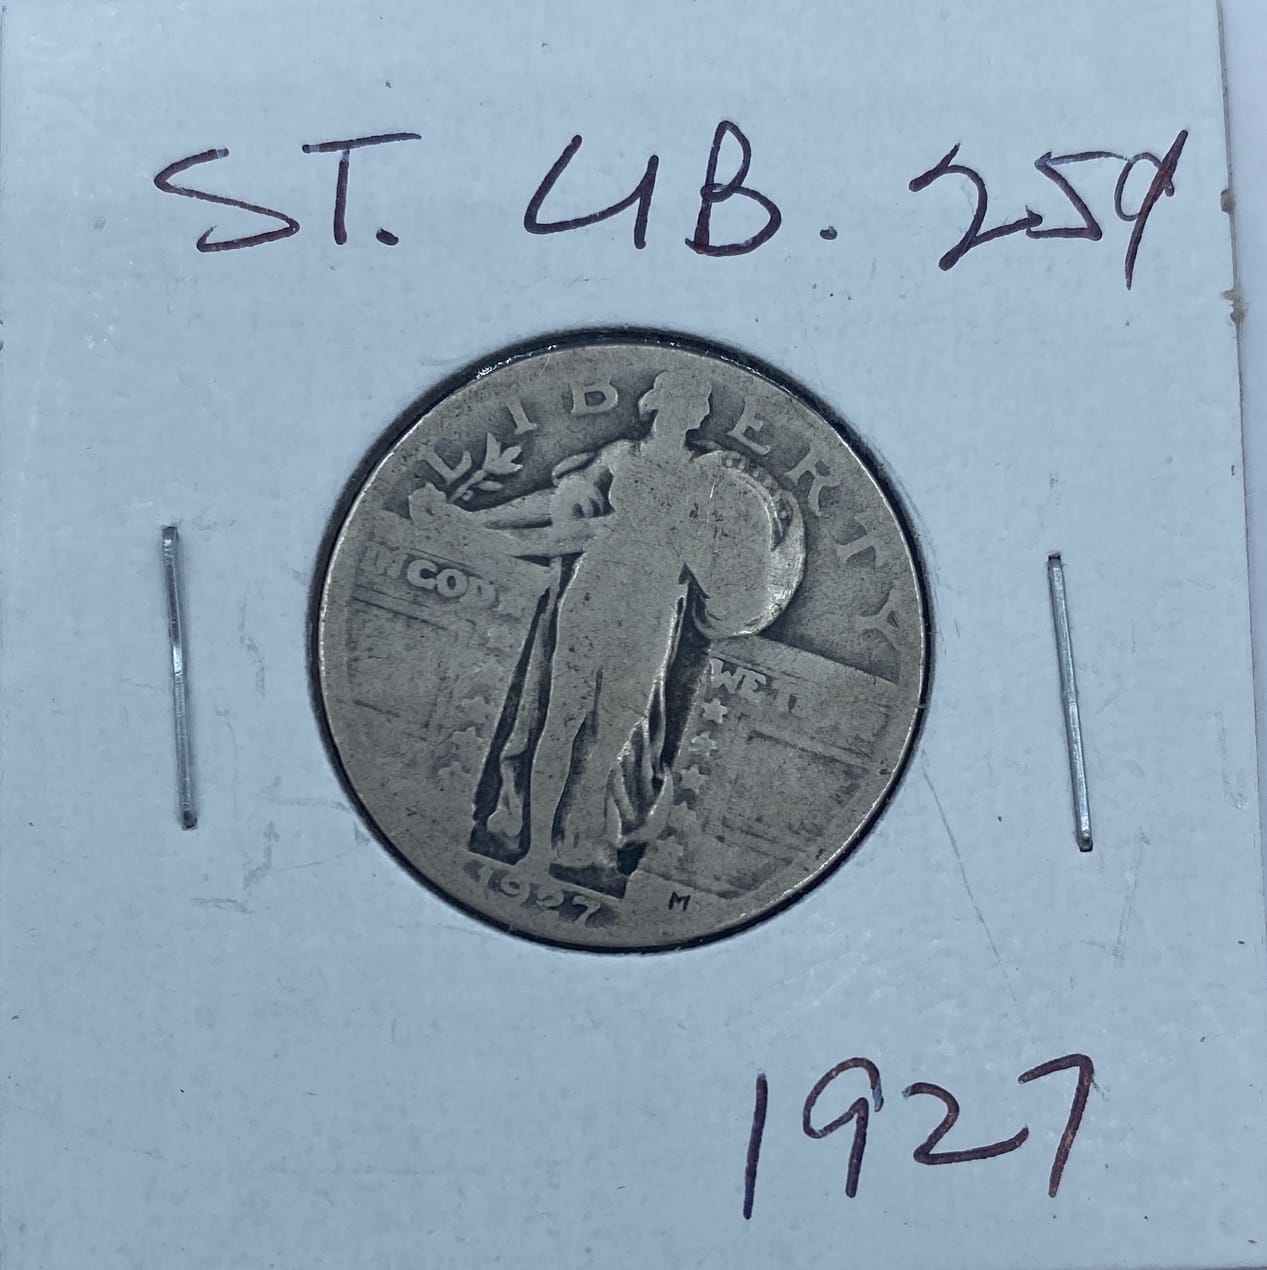 ST. LIB. 25¢
LIBERTY
IN GOD WE
1927 M
1927